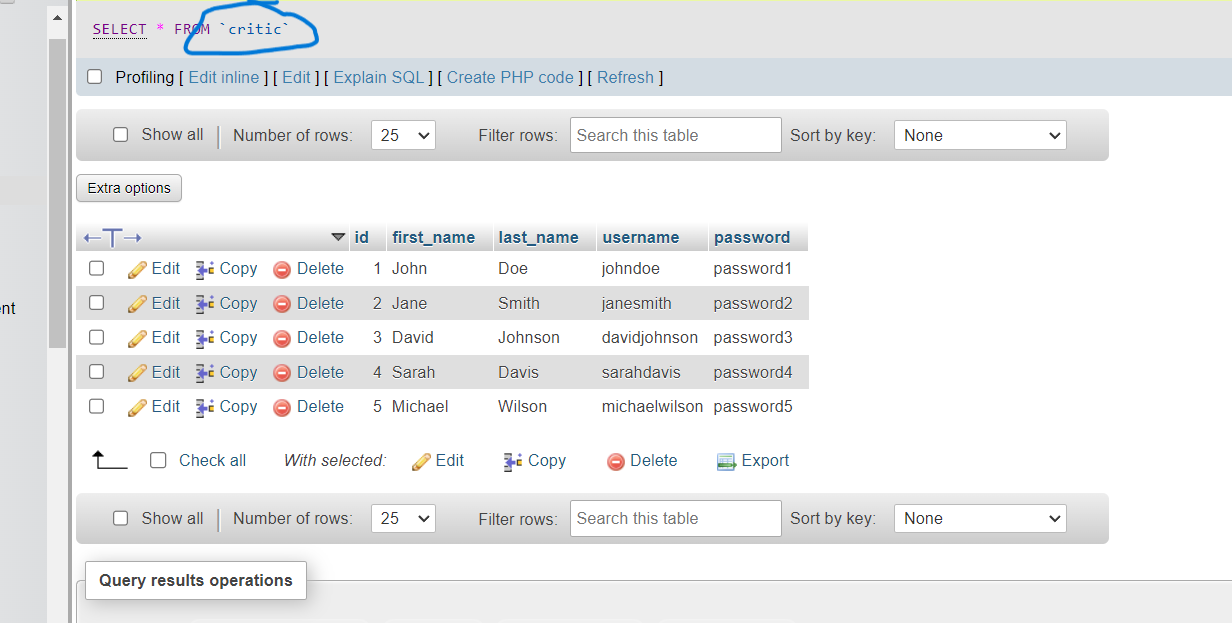 SELECT * FROM `critic`
Profiling [ Edit inline ] [ Edit ] [ Explain SQL ] [ Create PHP code ] [ Refresh ]
Show all | Number of rows: 25 Filter rows: Search this table Sort by key: None
Extra options
←T→ id first_name last_name username password
Edit Copy Delete 1 John Doe johndoe password1
Edit Copy Delete 2 Jane Smith janesmith password2
nt
Edit Copy Delete 3 David Johnson davidjohnson password3
Edit Copy Delete 4 Sarah Davis sarahdavis password4
Edit Copy Delete 5 Michael Wilson michaelwilson password5
Check all With selected: Edit Copy Delete Export
Show all | Number of rows: 25 Filter rows: Search this table Sort by key: None
Query results operations